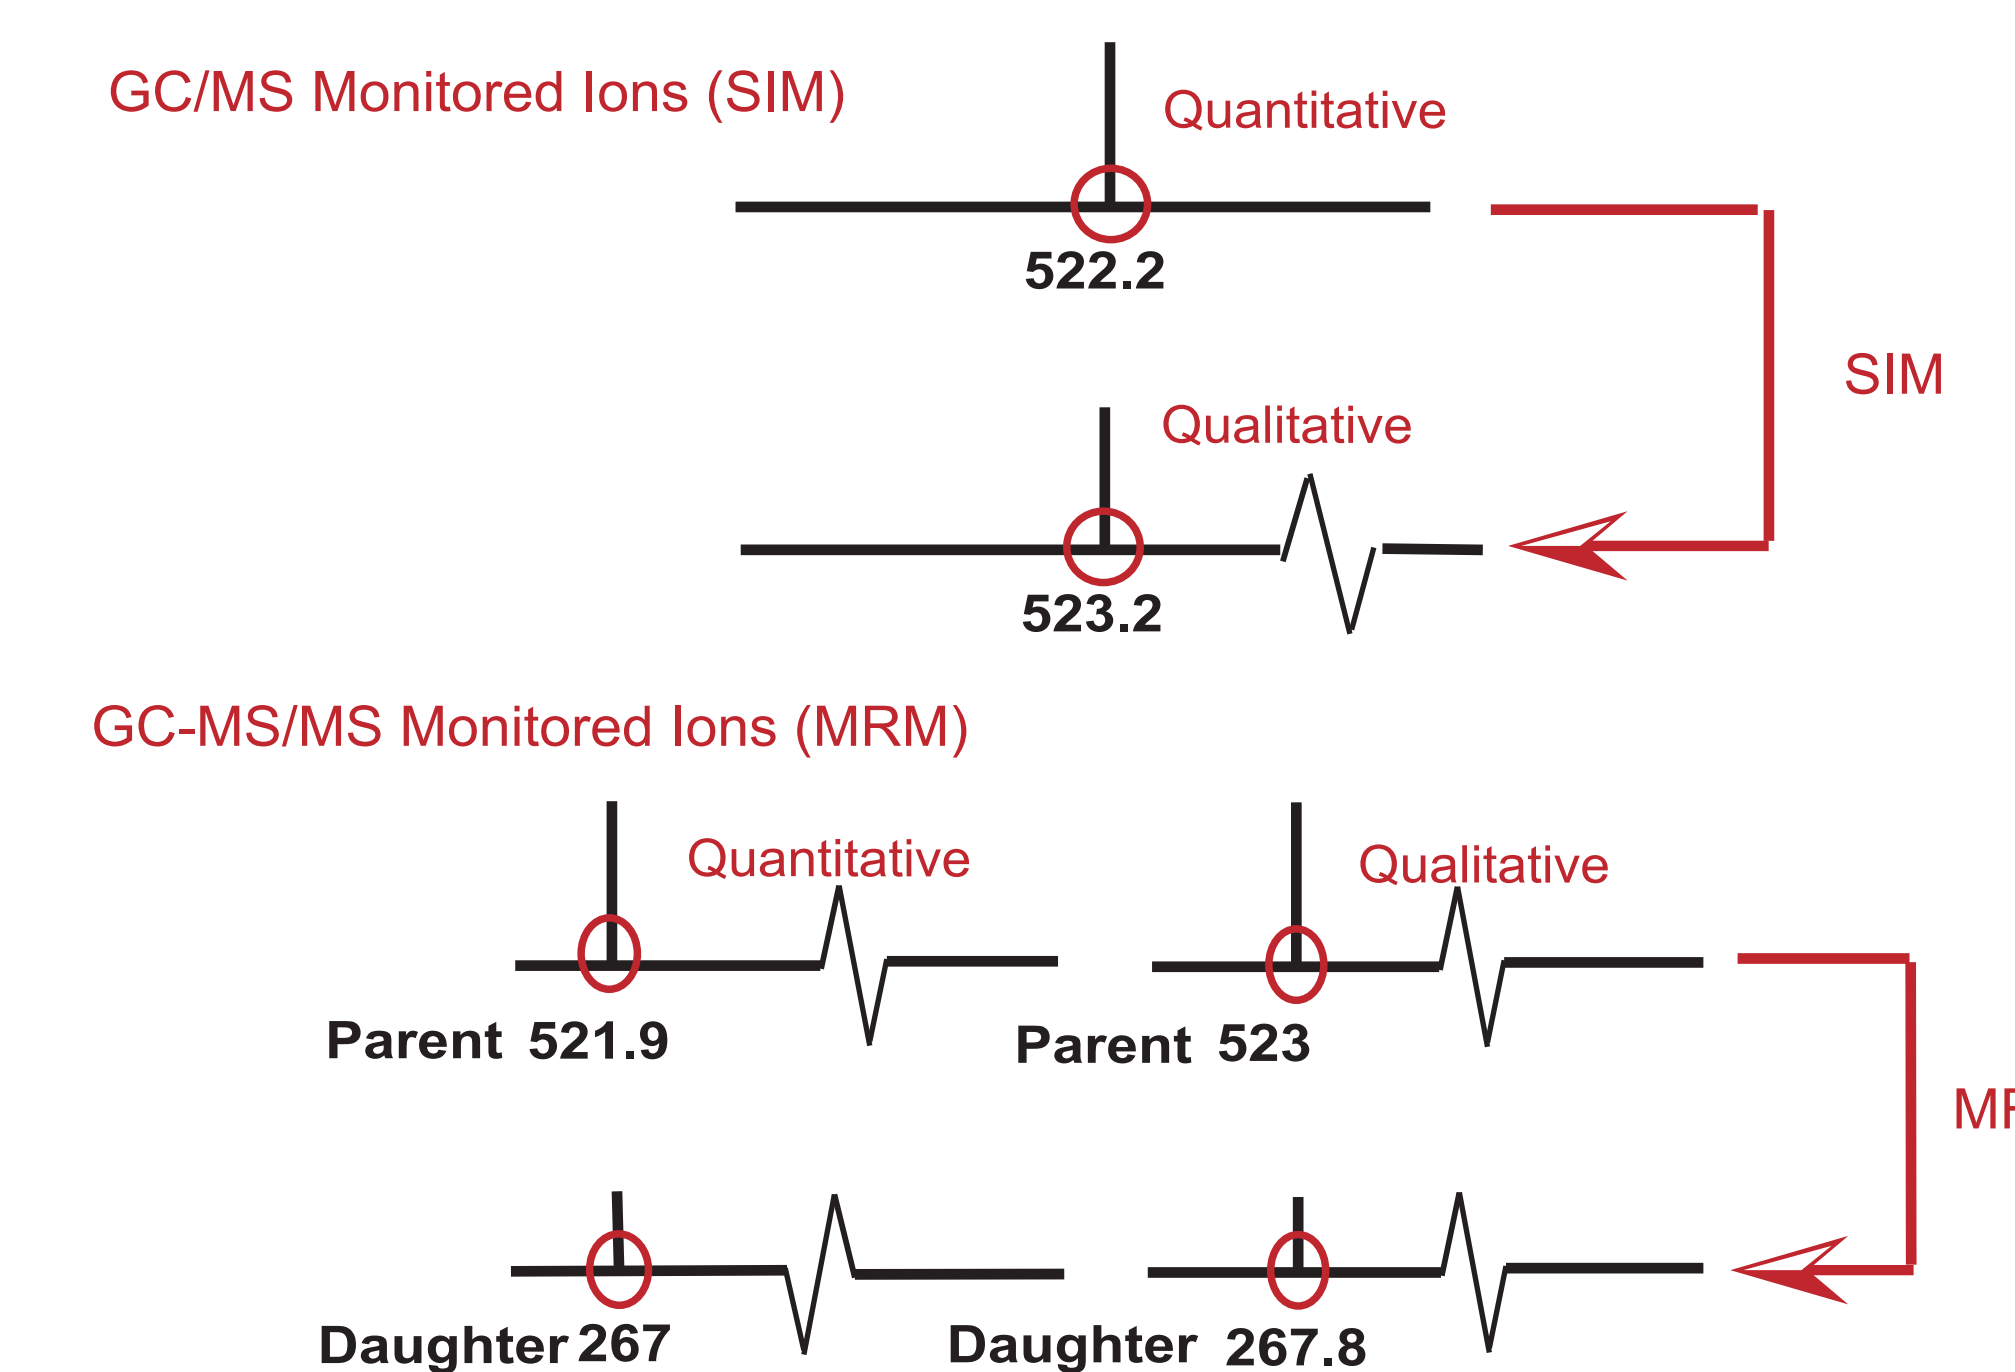 GC/MS Monitored Ions (SIM)
Quantitative
522.2
SIM
Qualitative
523.2
GC-MS/MS Monitored Ions (MRM)
Quantitative
Qualitative
Parent 521.9
Parent 523
Daughter 267
Daughter 267.8